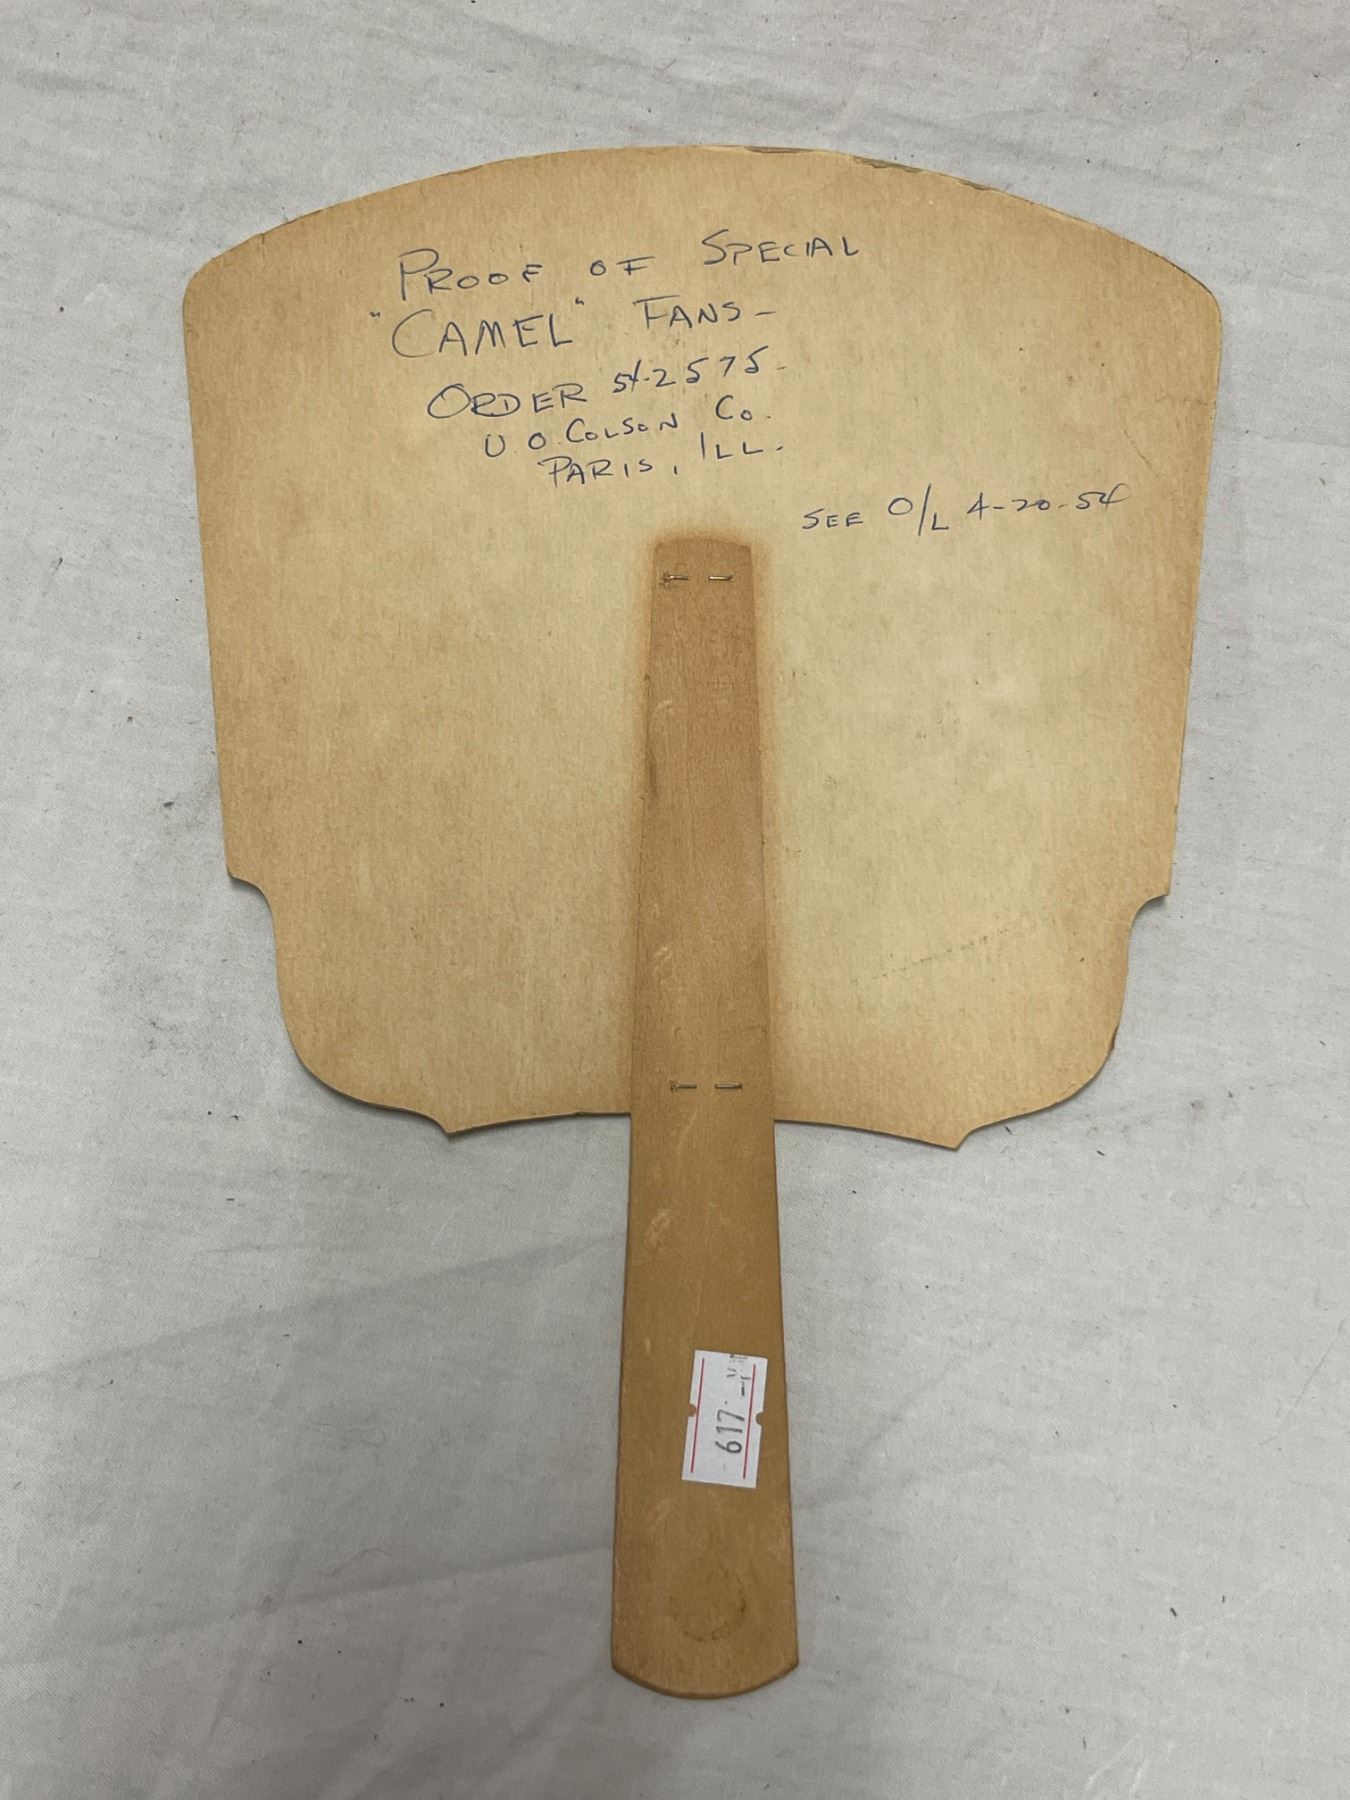 PROOF OF SPECIAL
"CAMEL" FANS-
ORDER 54-2575-
U O. COLSON CO.
PARIS, ILL.
SEE O/L 4-20-54
617